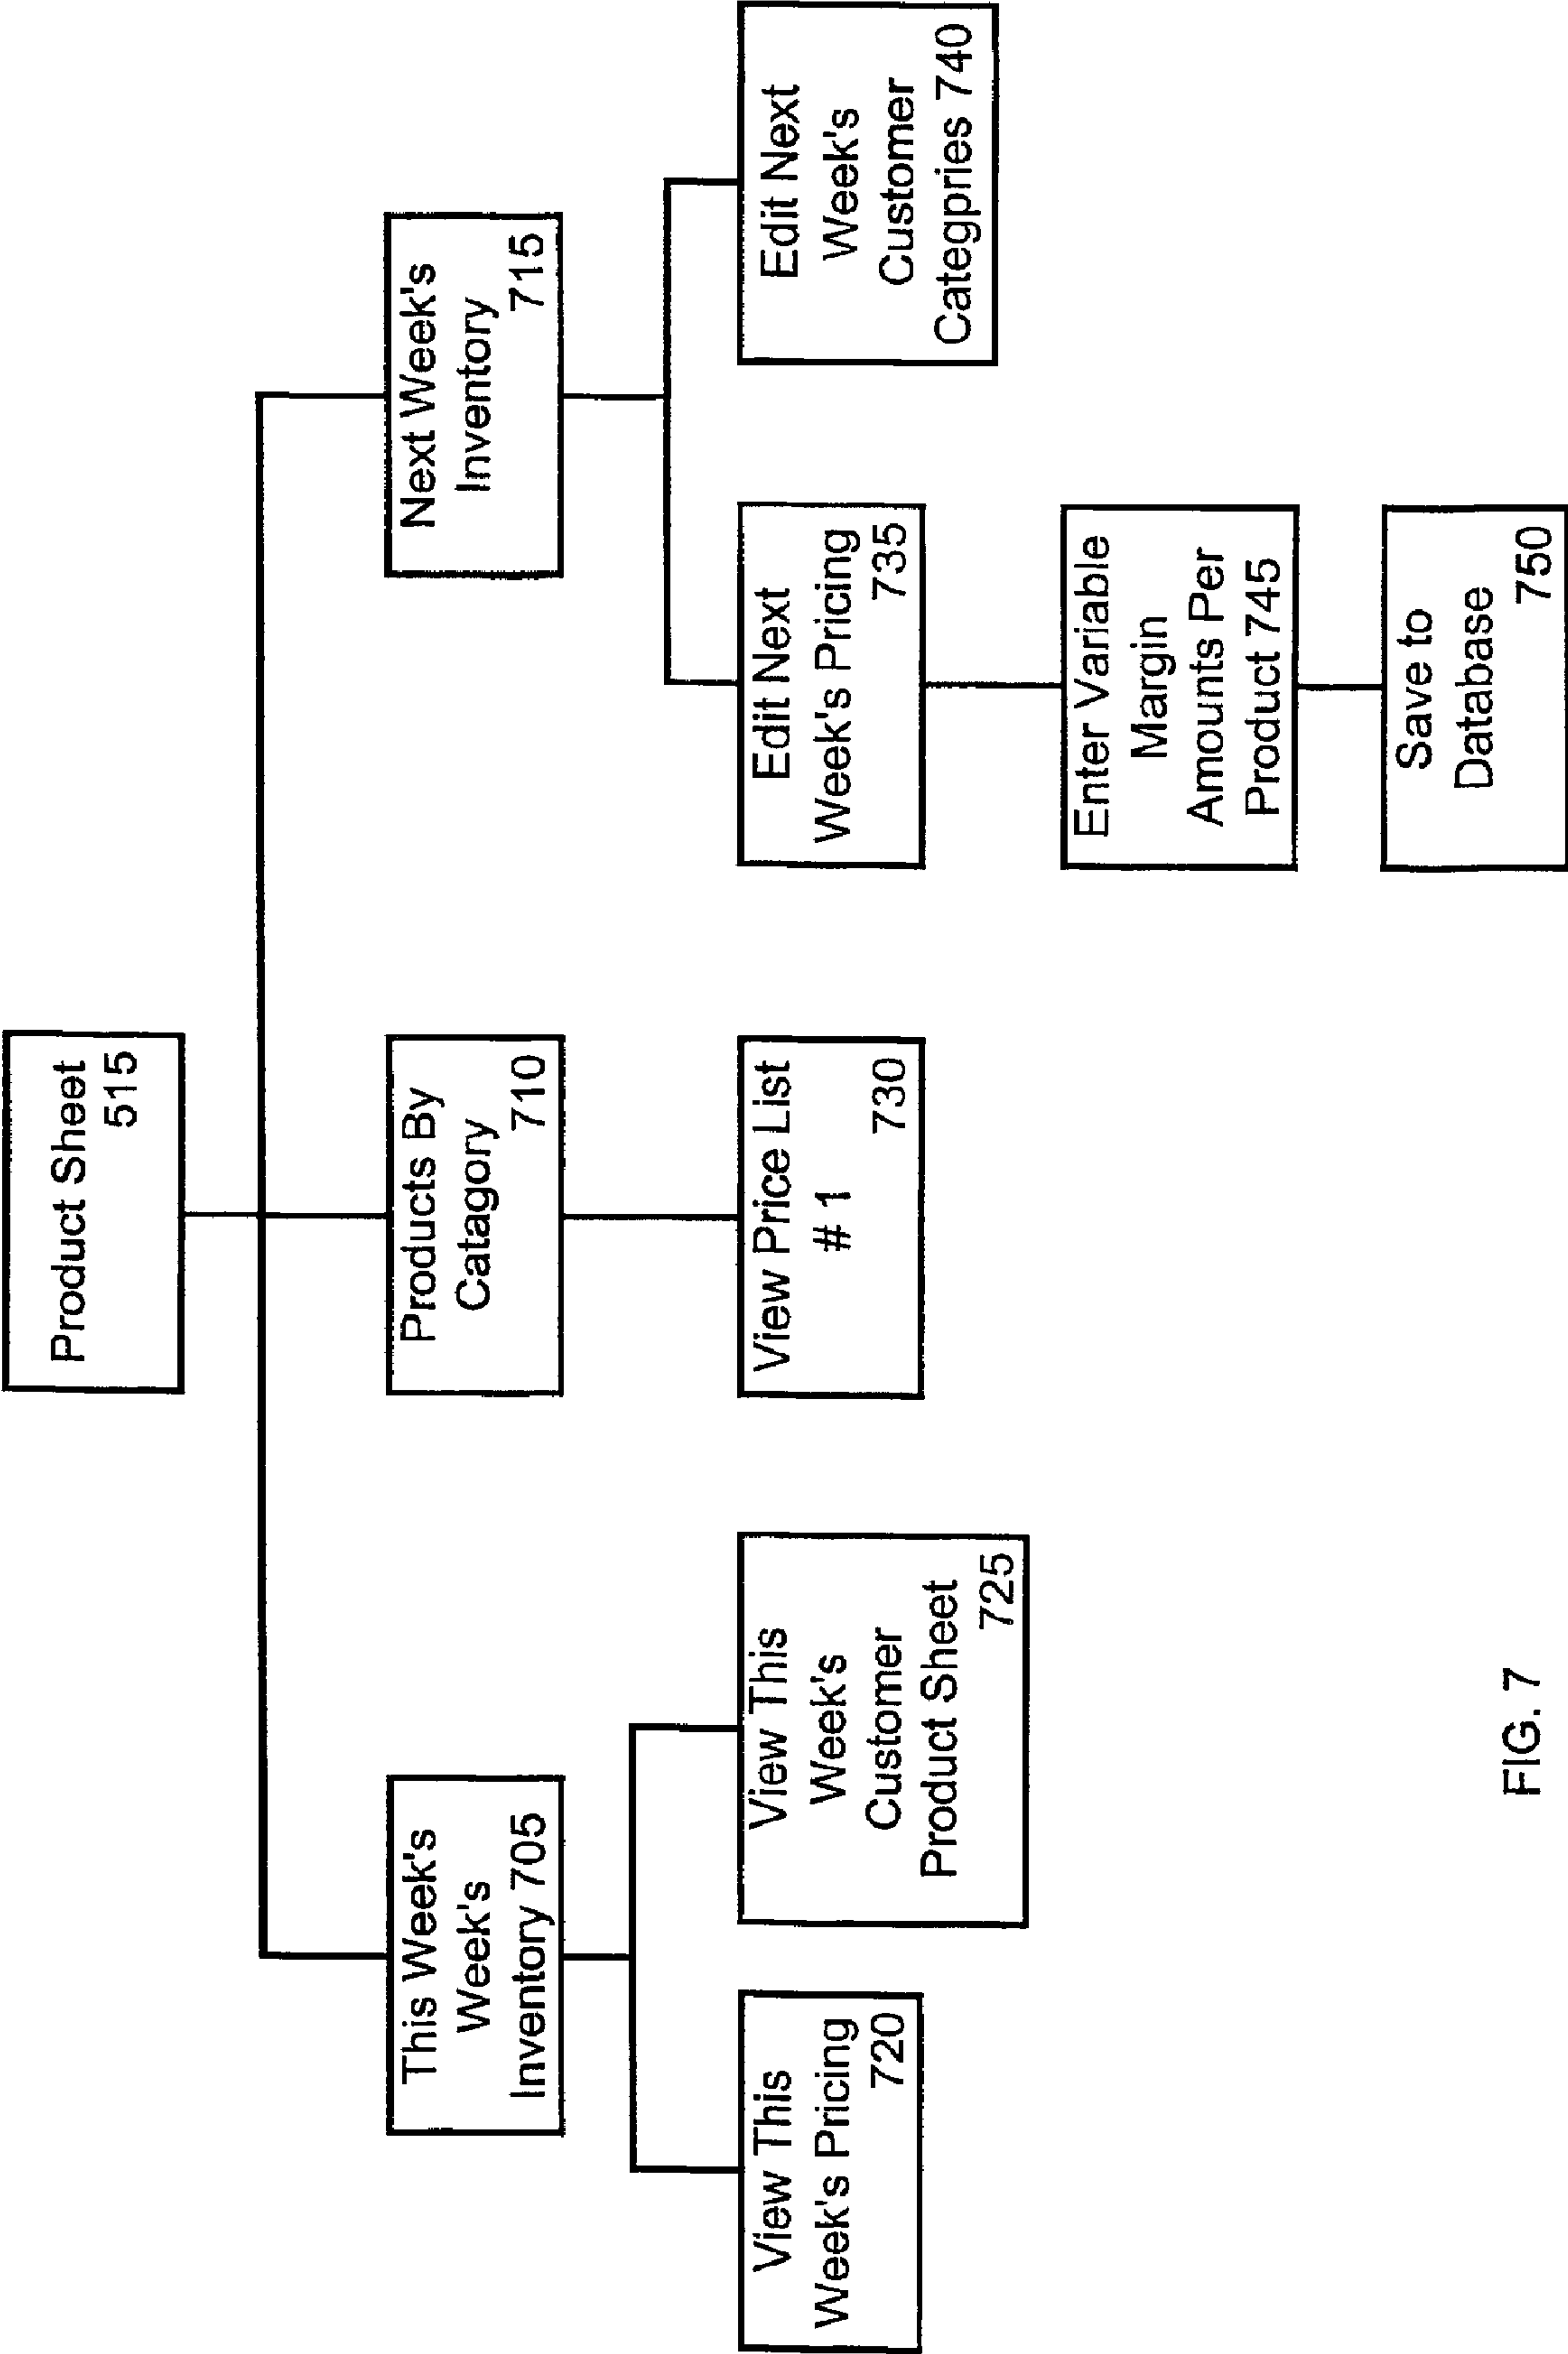 Product Sheet
515
This Week's
Week's
Inventory 705
Products By
Catagory
710
Next Week's
Inventory
715
View This
Week's Pricing
720
View This
Week's
Customer
Product Sheet
725
View Price List
# 1
730
Edit Next
Week's Pricing
735
Edit Next
Week's
Customer
Categpries 740
Enter Variable
Margin
Amounts Per
Product 745
Save to
Database
750
FIG. 7